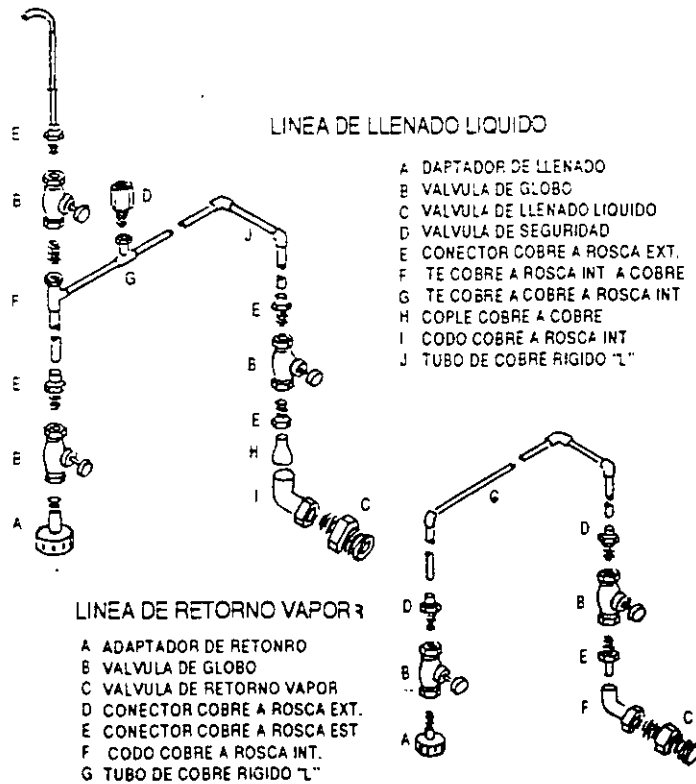 LINEA DE LLENADO LIQUIDO
A DAPTADOR DE LLENADO
B VALVULA DE GLOBO
C VALVULA DE LLENADO LIQUIDO
D VALVULA DE SEGURIDAD
E CONECTOR COBRE A ROSCA EXT.
F TE COBRE A ROSCA INT A COBRE
G TE COBRE A COBRE A ROSCA INT
H COPLE COBRE A COBRE
I CODO COBRE A ROSCA INT
J TUBO DE COBRE RIGIDO "L"
E
B
D
J
G
F
E
E
B
B
E
H
I
C
A
G
D
D
B
E
B
F
C
A
LINEA DE RETORNO VAPOR
A ADAPTADOR DE RETONRO
B VALVULA DE GLOBO
C VALVULA DE RETORNO VAPOR
D CONECTOR COBRE A ROSCA EXT.
E CONECTOR COBRE A ROSCA EST
F CODO COBRE A ROSCA INT.
G TUBO DE COBRE RIGIDO "L"